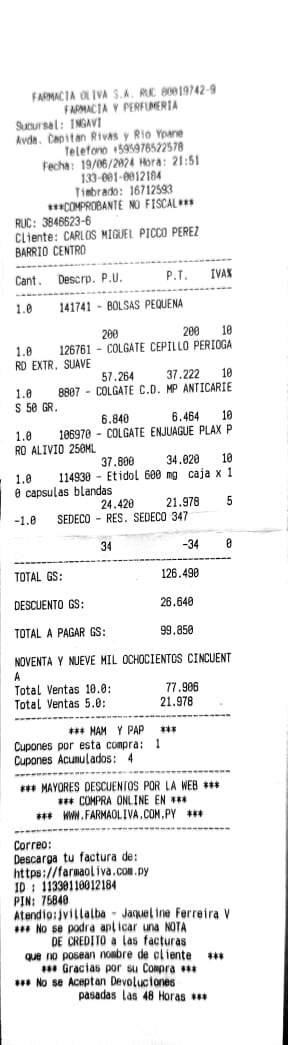 FARMACIA OLIVA S.A. RUC 80019742-9
FARMACIA Y PERFUMERIA
Sucursal: INGAVI
Avda. Capitan Rivas y Rio Ypane
Telefono +595976522578
Fecha: 19/06/2024 Hora: 21:51
133-001-0012184
Timbrado: 16712593
***COMPROBANTE NO FISCAL***
RUC: 3846623-6
Cliente: CARLOS MIGUEL PICCO PEREZ
BARRIO CENTRO
Cant. Descrp. P.U. P.T. IVA%
1.0 141741 - BOLSAS PEQUENA
200 200 10
1.0 126761 - COLGATE CEPILLO PERIOGA
RD EXTR. SUAVE
57.264 37.222 10
1.0 8807 - COLGATE C.D. MP ANTICARIE
S 50 GR.
6.840 6.464 10
1.0 106970 - COLGATE ENJUAGUE PLAX P
RO ALIVIO 250ML
37.800 34.020 10
1.0 114930 - Etidol 600 mg caja x 1
0 capsulas blandas
24.420 21.978 5
-1.0 SEDECO - RES. SEDECO 347
34 -34 0
TOTAL GS: 126.490
DESCUENTO GS: 26.640
TOTAL A PAGAR GS: 99.850
NOVENTA Y NUEVE MIL OCHOCIENTOS CINCUENT
A
Total Ventas 10.0: 77.906
Total Ventas 5.0: 21.978
*** MAM Y PAP ***
Cupones por esta compra: 1
Cupones Acumulados: 4
*** MAYORES DESCUENTOS POR LA WEB ***
*** COMPRA ONLINE EN ***
*** WWW.FARMAOLIVA.COM.PY ***
Correo:
Descarga tu factura de:
https://farmaoliva.com.py
ID : 11330110012184
PIN: 75840
Atendio:jvillalba - Jaqueline Ferreira V
*** No se podra aplicar una NOTA
DE CREDITO a las facturas
que no posean nombre de cliente ***
*** Gracias por su Compra ***
*** No se Aceptan Devoluciones
pasadas las 48 Horas ***